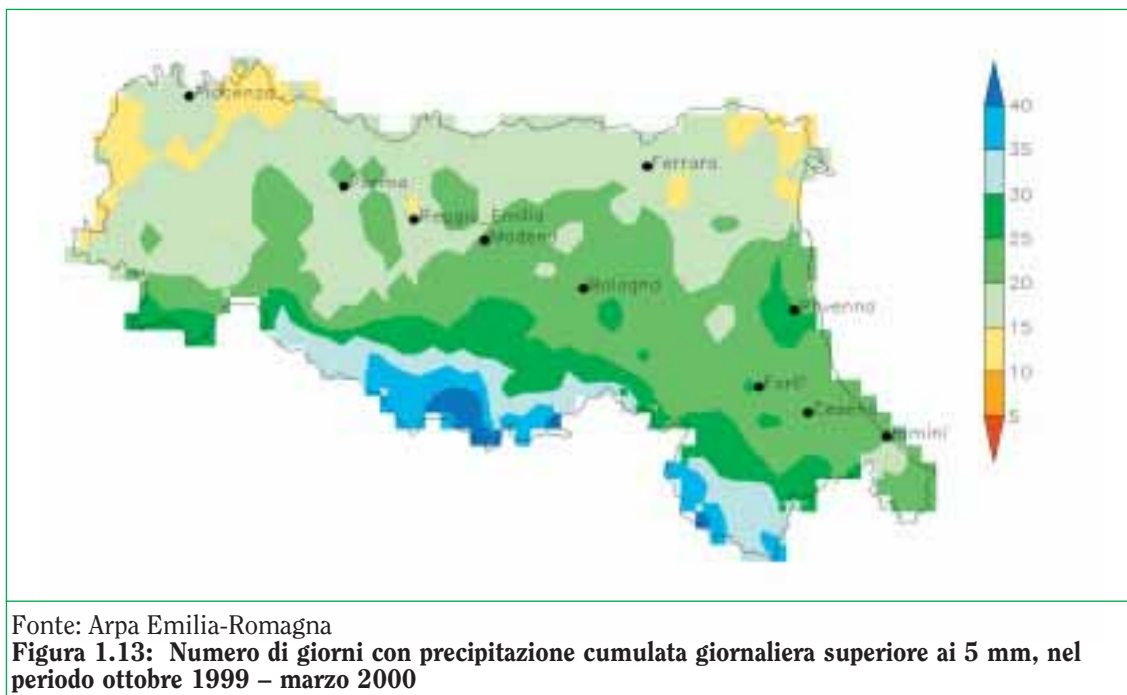 Piacenza
Parma
Reggio Emilia
Modena
Ferrara
Bologna
Ravenna
Forlì
Cesena
Rimini
40
35
30
25
20
15
10
5
Fonte: Arpa Emilia-Romagna
Figura 1.13: Numero di giorni con precipitazione cumulata giornaliera superiore ai 5 mm, nel
periodo ottobre 1999 – marzo 2000